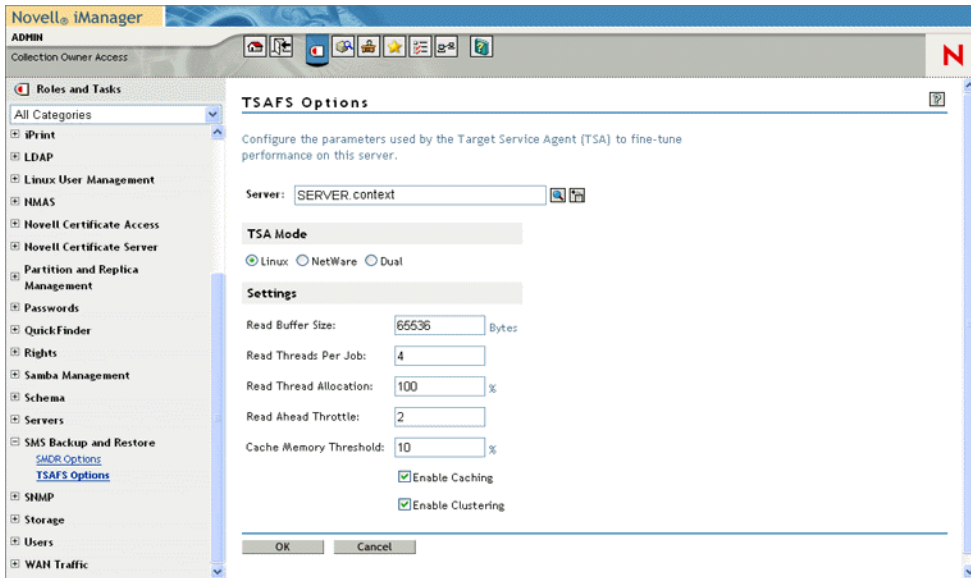 Novell® iManager
ADMIN
Collection Owner Access
N
Roles and Tasks
All Categories
iPrint
LDAP
Linux User Management
NMAS
Novell Certificate Access
Novell Certificate Server
Partition and Replica
Management
Passwords
QuickFinder
Rights
Samba Management
Schema
Servers
SMS Backup and Restore
SMDR Options
TSAFS Options
SNMP
Storage
Users
WAN Traffic
TSAFS Options
?
Configure the parameters used by the Target Service Agent (TSA) to fine-tune
performance on this server.
Server: SERVER.context
TSA Mode
Linux NetWare Dual
Settings
Read Buffer Size: 65536 Bytes
Read Threads Per Job: 4
Read Thread Allocation: 100 %
Read Ahead Throttle: 2
Cache Memory Threshold: 10 %
Enable Caching
Enable Clustering
OK Cancel